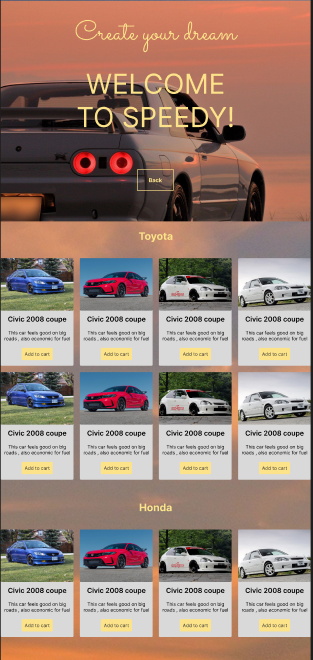 Create your dream
WELCOME
TO SPEEDY!
Back
Toyota
Civic 2008 coupe
This car feels good on big
roads , also economic for fuel
Add to cart
Civic 2008 coupe
This car feels good on big
roads , also economic for fuel
Add to cart
Civic 2008 coupe
This car feels good on big
roads , also economic for fuel
Add to cart
Civic 2008 coupe
This car feels good on big
roads , also economic for fuel
Add to cart
Civic 2008 coupe
This car feels good on big
roads , also economic for fuel
Add to cart
Civic 2008 coupe
This car feels good on big
roads , also economic for fuel
Add to cart
Civic 2008 coupe
This car feels good on big
roads , also economic for fuel
Add to cart
Civic 2008 coupe
This car feels good on big
roads , also economic for fuel
Add to cart
Honda
Civic 2008 coupe
This car feels good on big
roads , also economic for fuel
Add to cart
Civic 2008 coupe
This car feels good on big
roads , also economic for fuel
Add to cart
Civic 2008 coupe
This car feels good on big
roads , also economic for fuel
Add to cart
Civic 2008 coupe
This car feels good on big
roads , also economic for fuel
Add to cart